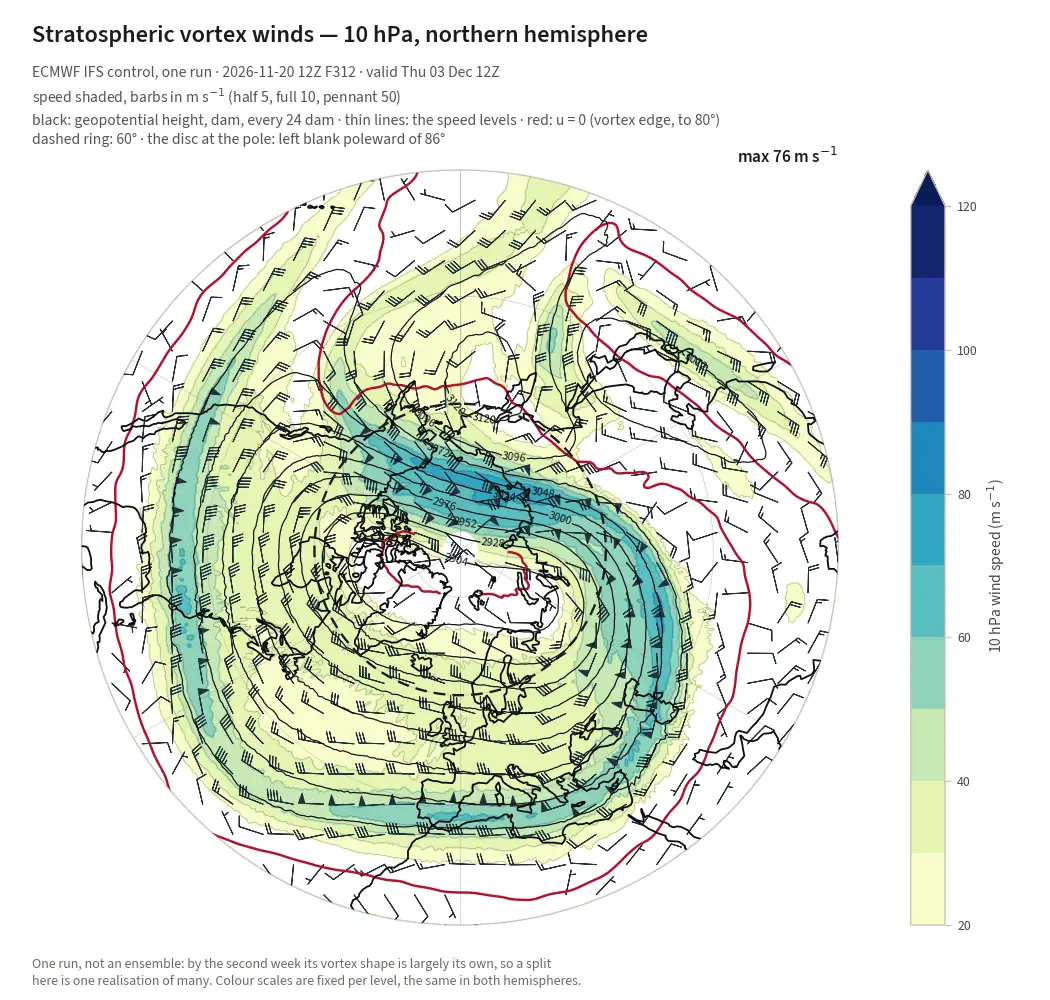 Stratospheric vortex winds — 10 hPa, northern hemisphere
ECMWF IFS control, one run · 2026-11-20 12Z F312 · valid Thu 03 Dec 12Z
speed shaded, barbs in m s⁻¹ (half 5, full 10, pennant 50)
black: geopotential height, dam, every 24 dam · thin lines: the speed levels · red: u = 0 (vortex edge, to 80°)
dashed ring: 60° · the disc at the pole: left blank poleward of 86°
max 76 m s⁻¹
120
100
80
60
40
20
10 hPa wind speed (m s⁻¹)
3120
3096
3048
3000
2976
2952
2928
One run, not an ensemble: by the second week its vortex shape is largely its own, so a split
here is one realisation of many. Colour scales are fixed per level, the same in both hemispheres.